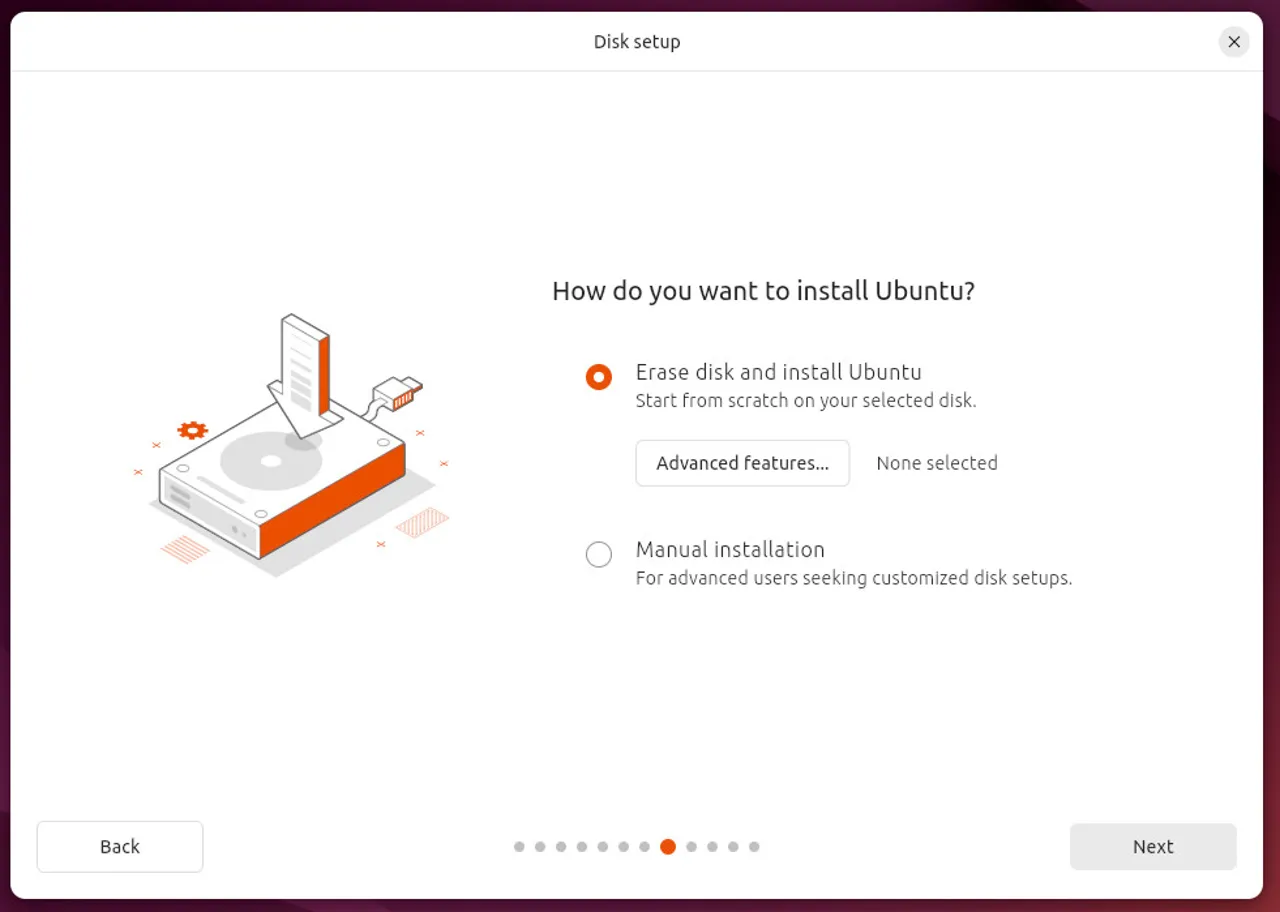 Disk setup
How do you want to install Ubuntu?
Erase disk and install Ubuntu
Start from scratch on your selected disk.
Advanced features... None selected
Manual installation
For advanced users seeking customized disk setups.
Back Next